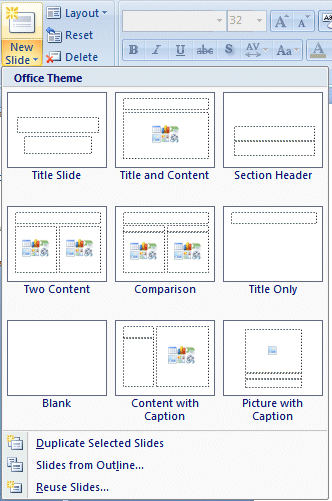 New
Slide
Layout
Reset
Delete
32
A A
B I U abc S AV Aa A
Office Theme
Title Slide
Title and Content
Section Header
Two Content
Comparison
Title Only
Blank
Content with
Caption
Picture with
Caption
Duplicate Selected Slides
Slides from Outline...
Reuse Slides...